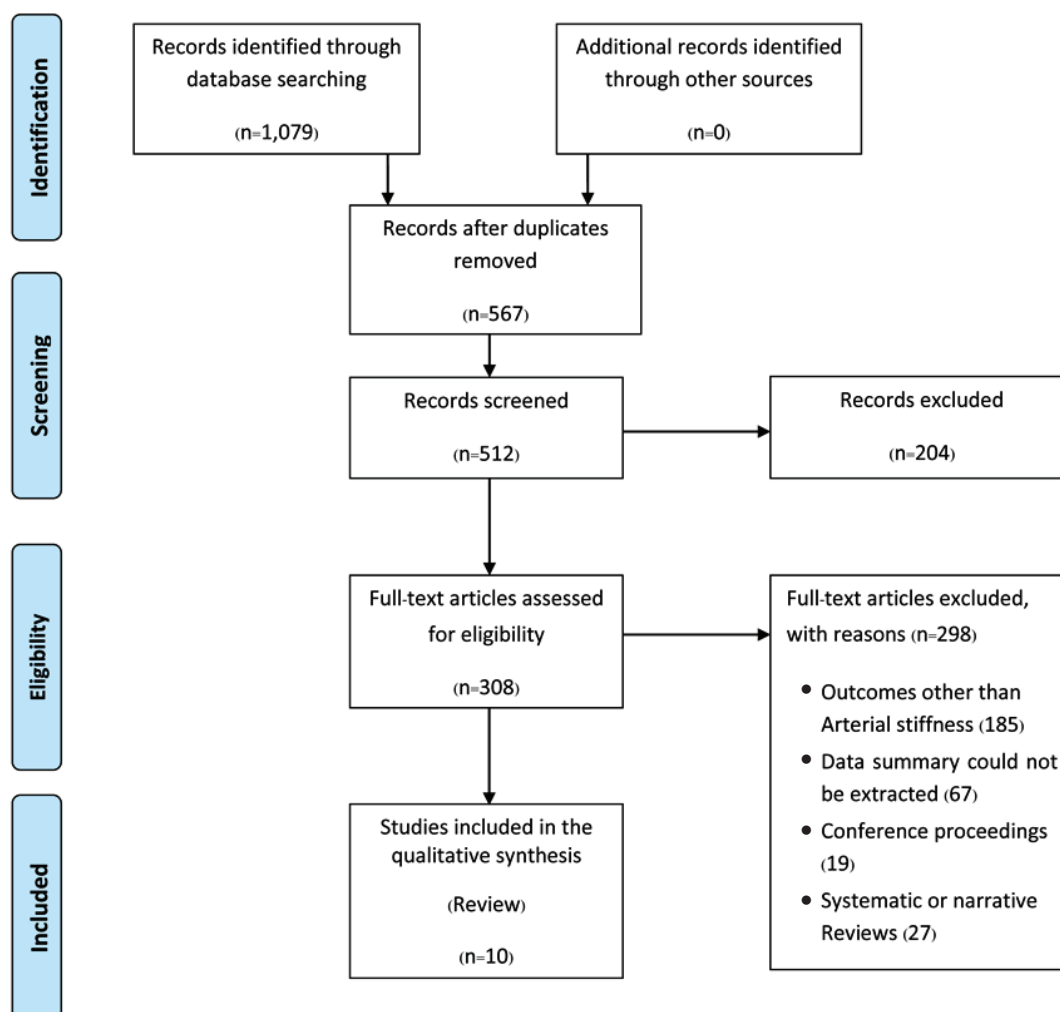 Identification
Records identified through
database searching
(n=1,079)
Additional records identified
through other sources
(n=0)
Records after duplicates
removed
(n=567)
Screening
Records screened
(n=512)
Records excluded
(n=204)
Eligibility
Full-text articles assessed
for eligibility
(n=308)
Full-text articles excluded,
with reasons (n=298)
• Outcomes other than
Arterial stiffness (185)
• Data summary could not
be extracted (67)
• Conference proceedings
(19)
• Systematic or narrative
Reviews (27)
Included
Studies included in the
qualitative synthesis
(Review)
(n=10)